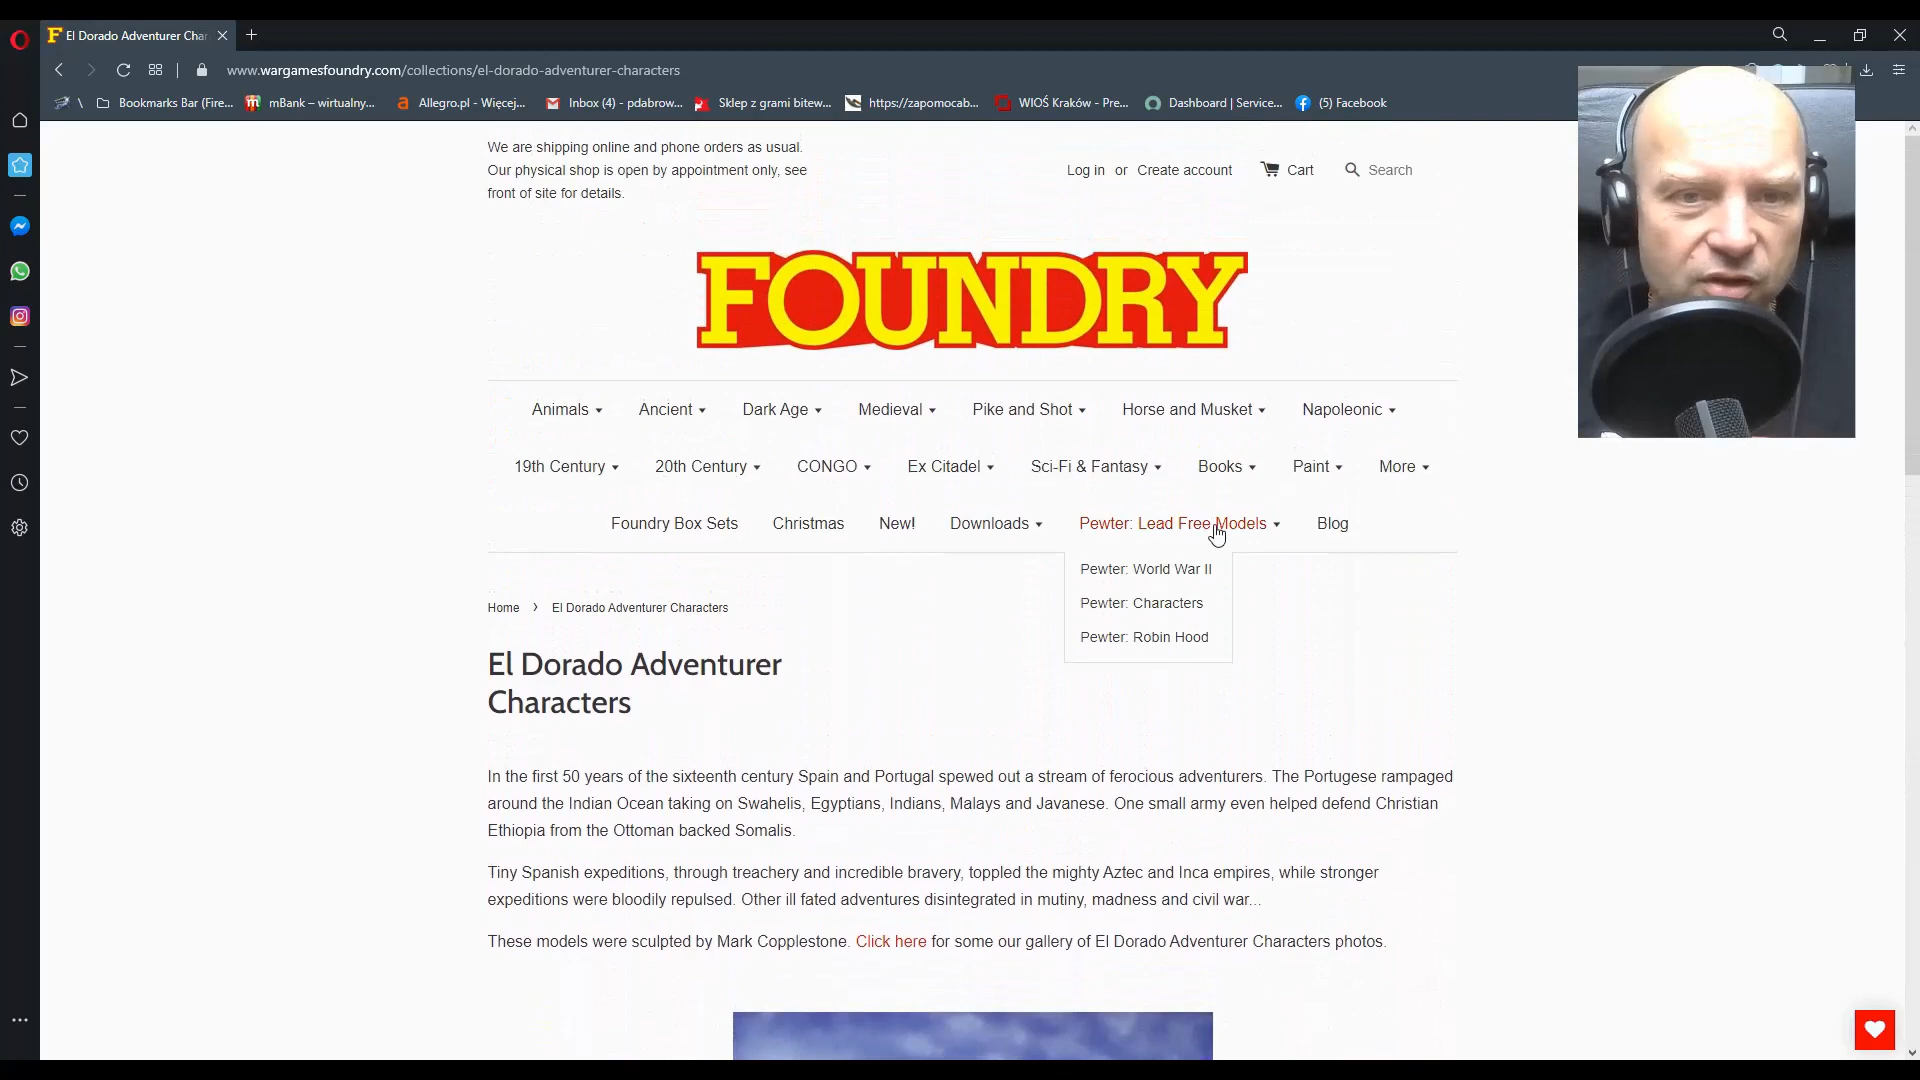 F El Dorado Adventurer Char
www.wargamesfoundry.com/collections/el-dorado-adventurer-characters
\ Bookmarks Bar (Fire... mBank – wirtualny... Allegro.pl - Więcej... Inbox (4) - pdabrow... Sklep z grami bitew... https://zapomocab... WIOŚ Kraków - Pre... Dashboard | Service... (5) Facebook
We are shipping online and phone orders as usual.
Our physical shop is open by appointment only, see
front of site for details.
Log in or Create account Cart Search
FOUNDRY
Animals Ancient Dark Age Medieval Pike and Shot Horse and Musket Napoleonic
19th Century 20th Century CONGO Ex Citadel Sci-Fi & Fantasy Books Paint More
Foundry Box Sets Christmas New! Downloads Pewter: Lead Free Models Blog
Pewter: World War II
Pewter: Characters
Pewter: Robin Hood
Home › El Dorado Adventurer Characters
El Dorado Adventurer
Characters
In the first 50 years of the sixteenth century Spain and Portugal spewed out a stream of ferocious adventurers. The Portugese rampaged
around the Indian Ocean taking on Swahelis, Egyptians, Indians, Malays and Javanese. One small army even helped defend Christian
Ethiopia from the Ottoman backed Somalis.
Tiny Spanish expeditions, through treachery and incredible bravery, toppled the mighty Aztec and Inca empires, while stronger
expeditions were bloodily repulsed. Other ill fated adventures disintegrated in mutiny, madness and civil war...
These models were sculpted by Mark Copplestone. Click here for some our gallery of El Dorado Adventurer Characters photos.